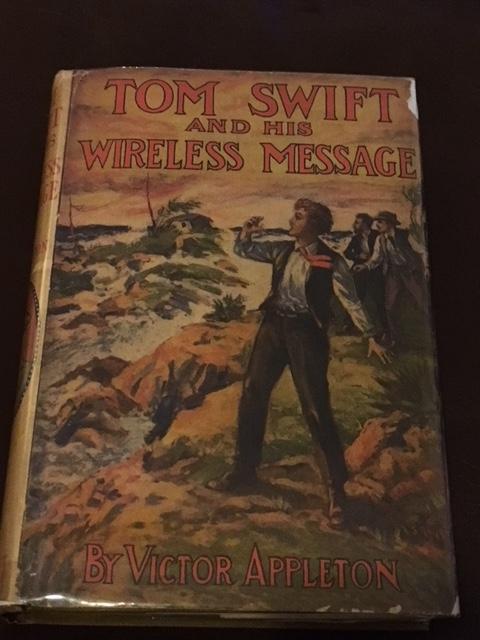 TOM SWIFT
AND HIS
WIRELESS MESSAGE
BY VICTOR APPLETON